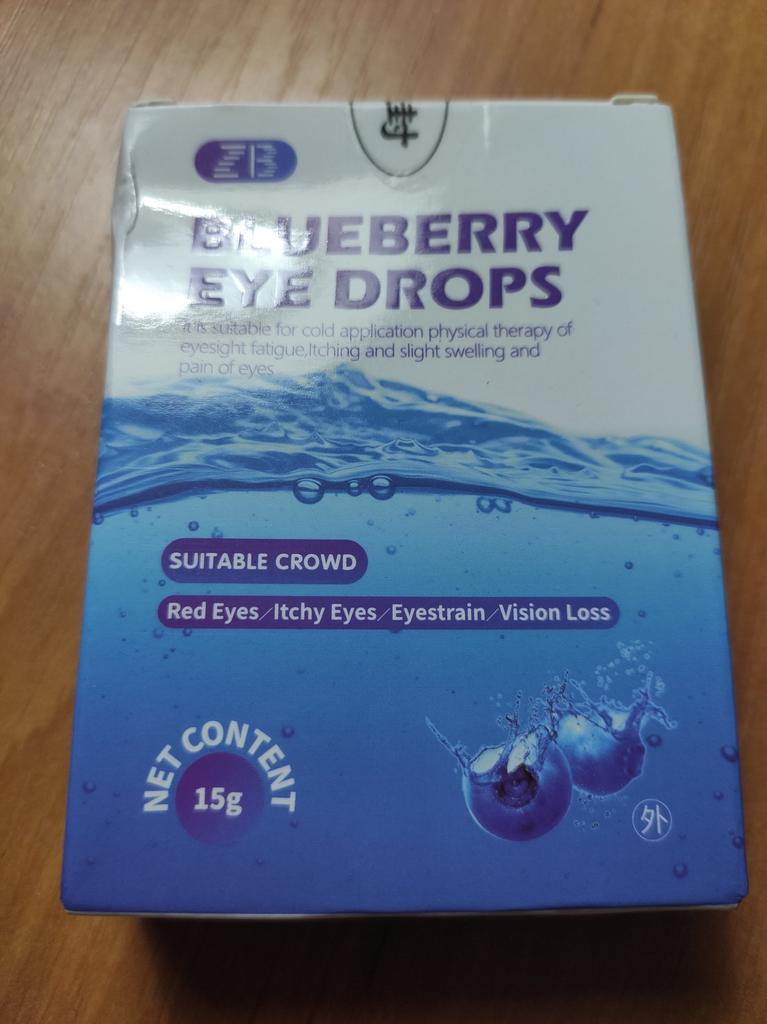 封
BLUEBERRY
EYE DROPS
It is suitable for cold application physical therapy of
eyesight fatigue,Itching and slight swelling and
pain of eyes
SUITABLE CROWD
Red Eyes/Itchy Eyes/Eyestrain/Vision Loss
NET CONTENT
15g
外